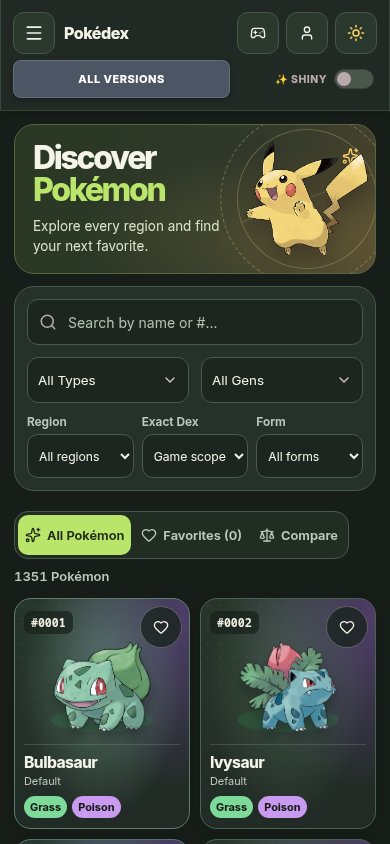 Pokédex
ALL VERSIONS
✨ SHINY
Discover
Pokémon
Explore every region and find
your next favorite.
Search by name or #...
All Types
All Gens
Region
Exact Dex
Form
All regions
Game scope
All forms
All Pokémon
Favorites (0)
Compare
1351 Pokémon
#0001
#0002
Bulbasaur
Ivysaur
Default
Default
Grass
Poison
Grass
Poison